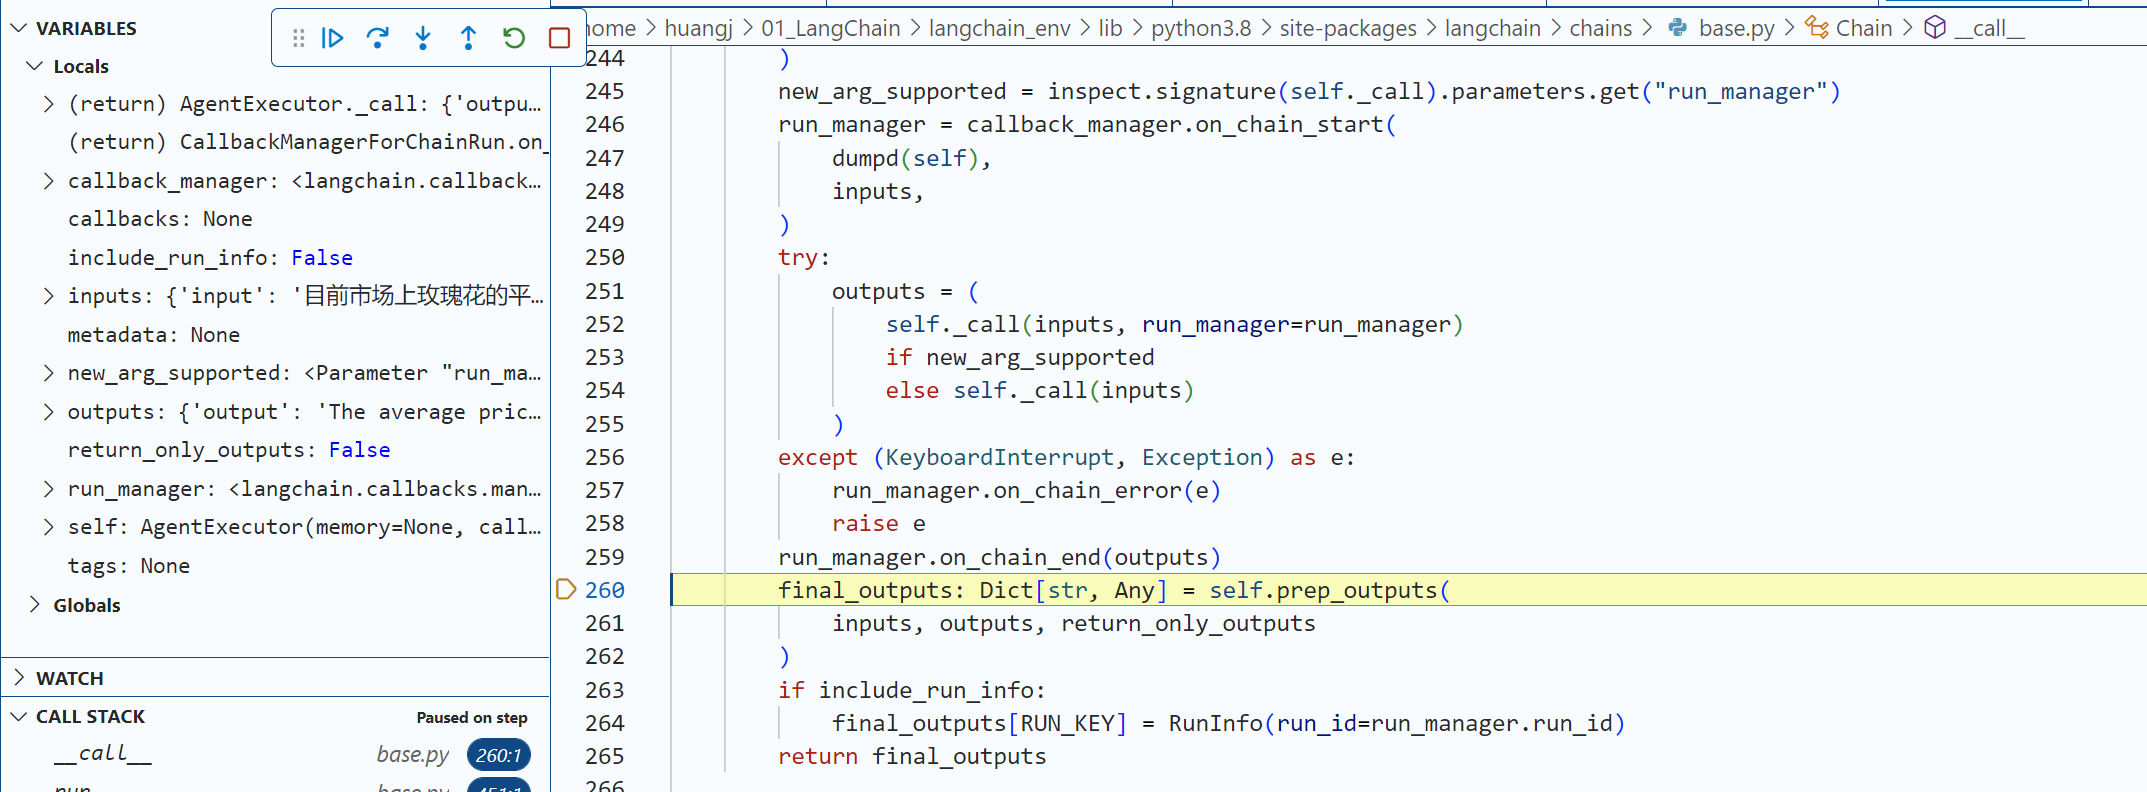 VARIABLES
Locals
(return) AgentExecutor._call: {'outpu…
(return) CallbackManagerForChainRun.on_
callback_manager: <langchain.callback…
callbacks: None
include_run_info: False
inputs: {'input': '目前市场上玫瑰花的平…
metadata: None
new_arg_supported: <Parameter "run_ma…
outputs: {'output': 'The average pric…
return_only_outputs: False
run_manager: <langchain.callbacks.man…
self: AgentExecutor(memory=None, call…
tags: None
Globals
WATCH
CALL STACK Paused on step
__call__ base.py 260:1
run base.py 451:1
home > huangj > 01_LangChain > langchain_env > lib > python3.8 > site-packages > langchain > chains > base.py > Chain > __call__
244 )
245 new_arg_supported = inspect.signature(self._call).parameters.get("run_manager")
246 run_manager = callback_manager.on_chain_start(
247 dumpd(self),
248 inputs,
249 )
250 try:
251 outputs = (
252 self._call(inputs, run_manager=run_manager)
253 if new_arg_supported
254 else self._call(inputs)
255 )
256 except (KeyboardInterrupt, Exception) as e:
257 run_manager.on_chain_error(e)
258 raise e
259 run_manager.on_chain_end(outputs)
260 final_outputs: Dict[str, Any] = self.prep_outputs(
261 inputs, outputs, return_only_outputs
262 )
263 if include_run_info:
264 final_outputs[RUN_KEY] = RunInfo(run_id=run_manager.run_id)
265 return final_outputs
266